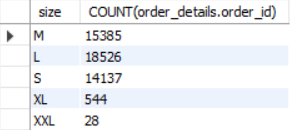 size COUNT(order_details.order_id)
M 15385
L 18526
S 14137
XL 544
XXL 28